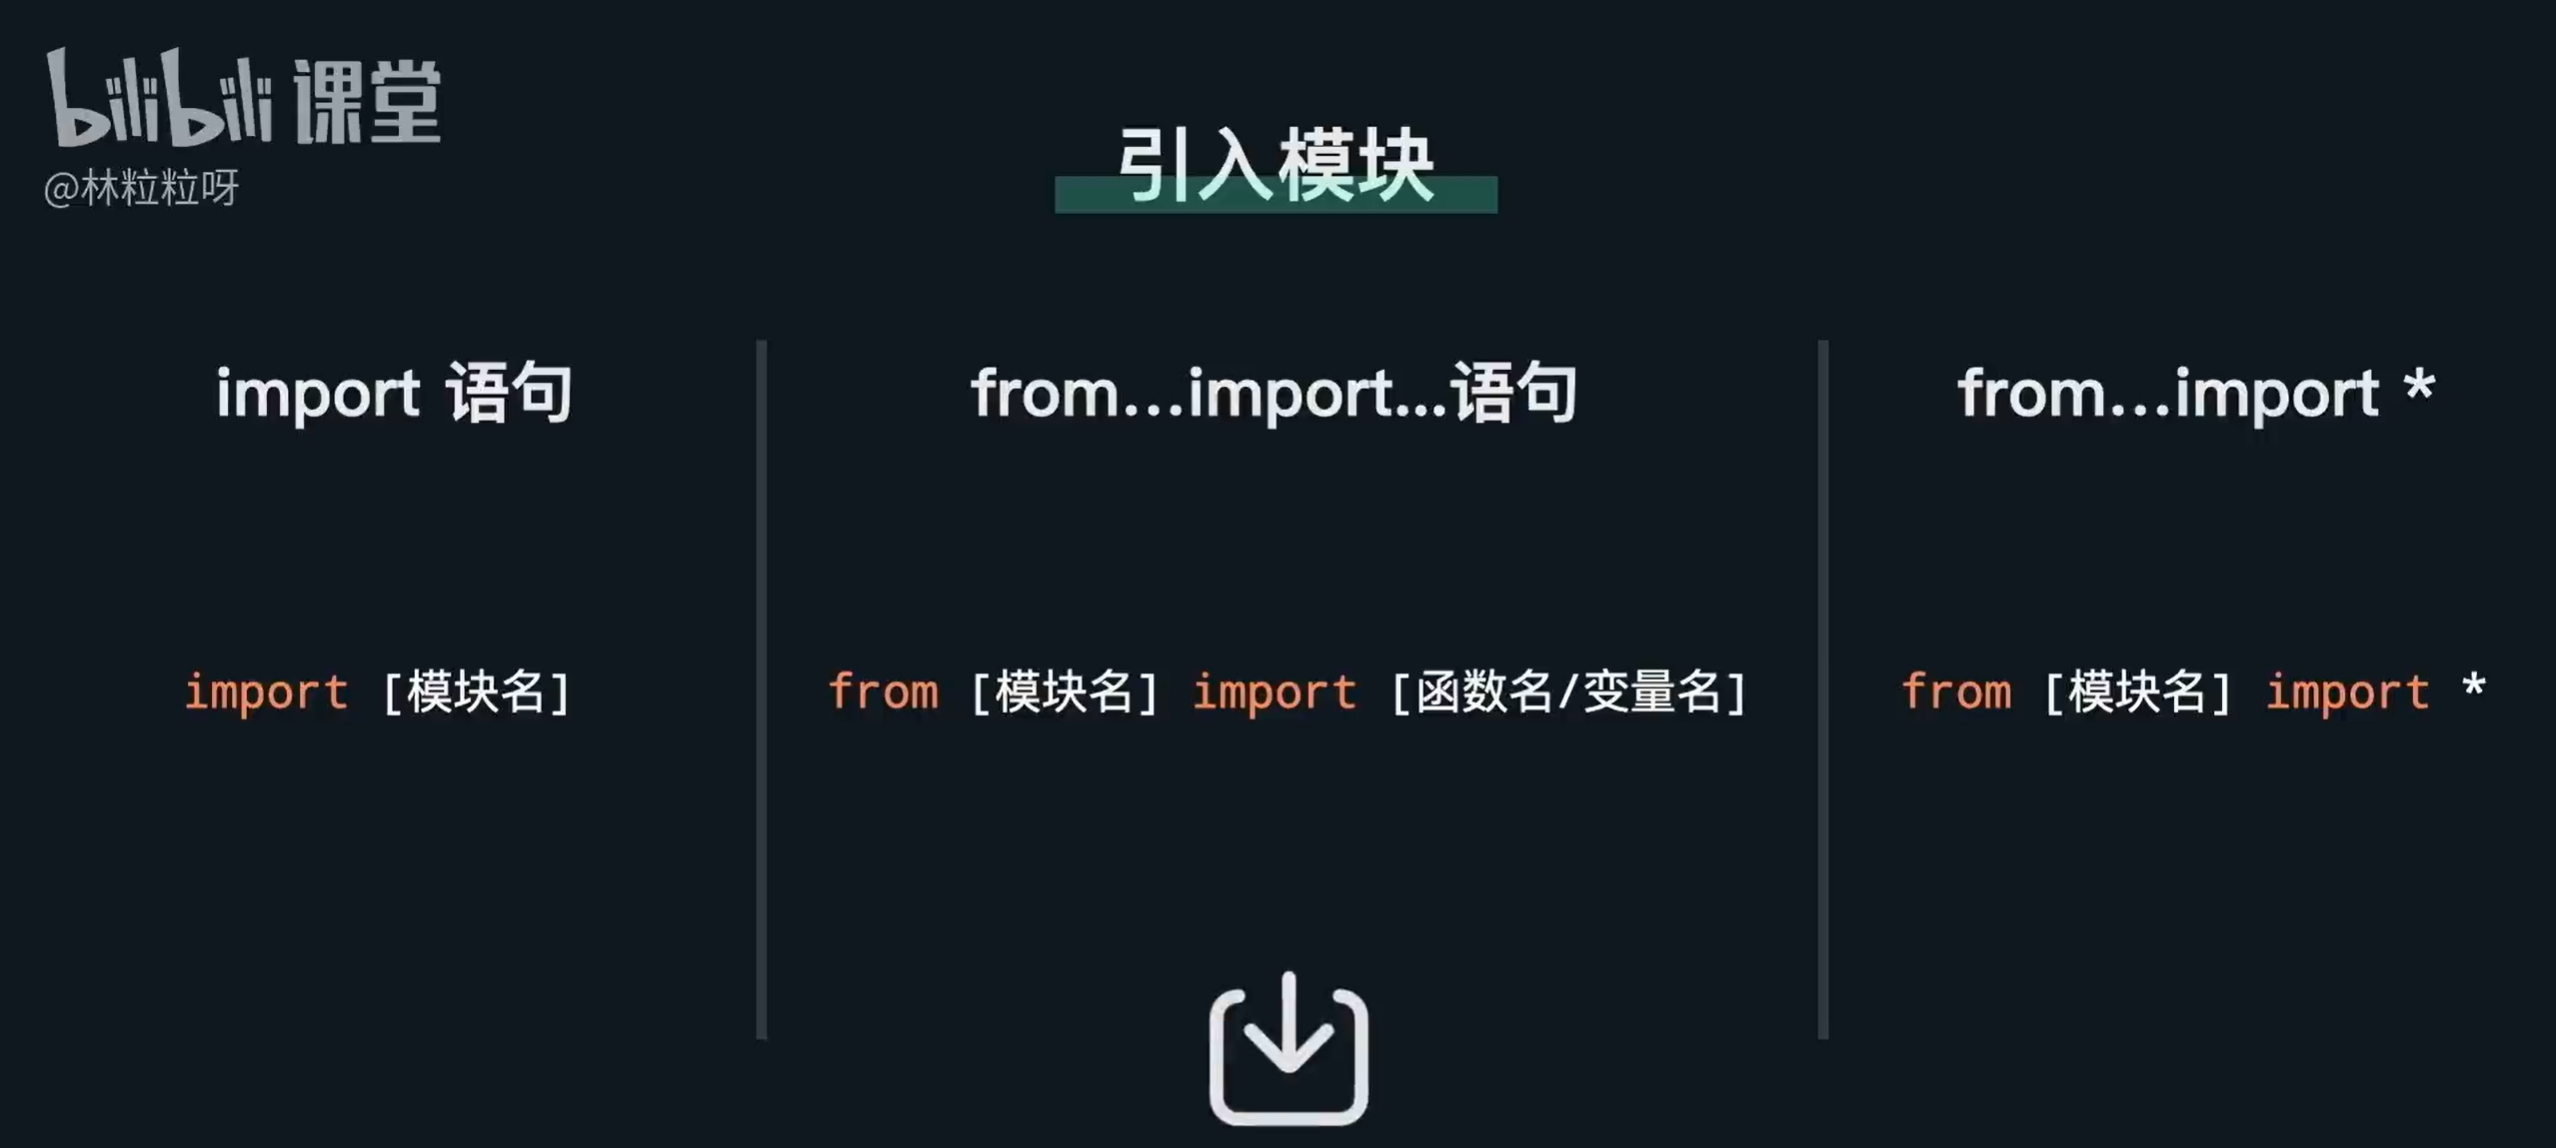 bilibili 课堂
@林粒粒呀
引入模块
import 语句
from...import...语句
from...import *
import [模块名]
from [模块名] import [函数名/变量名]
from [模块名] import *